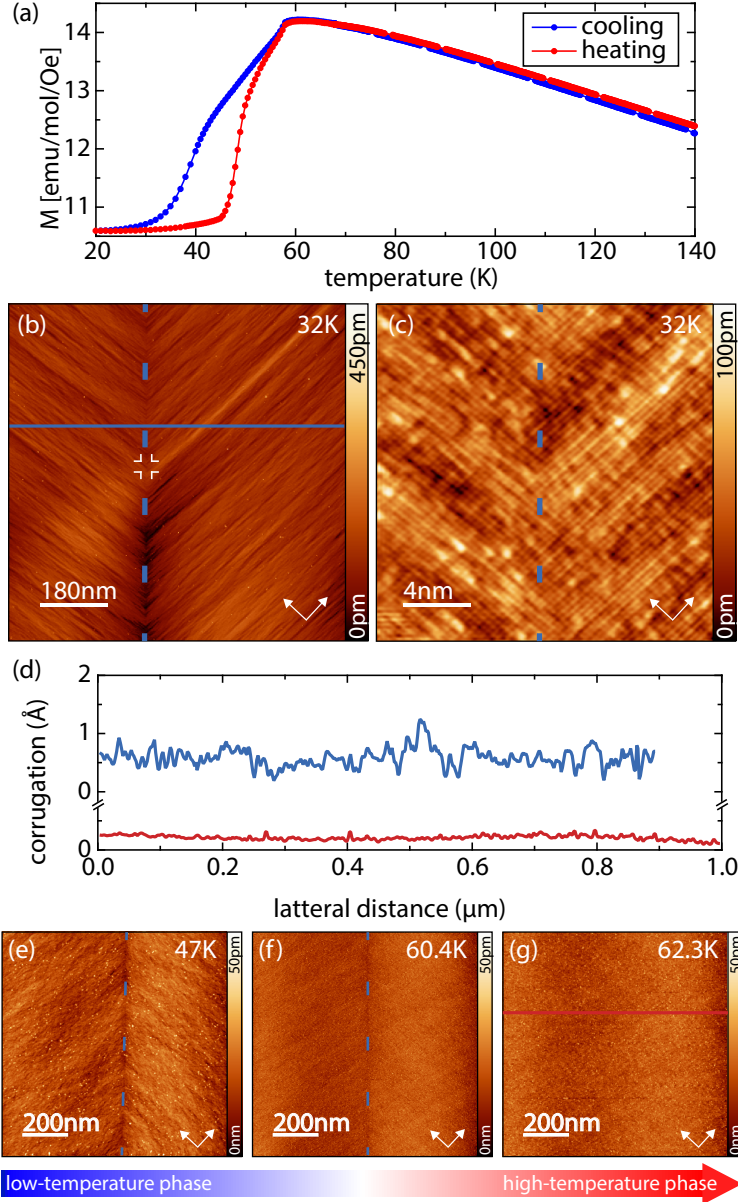 (a)
cooling
heating
M [emu/mol/Oe]
14
13
12
11
20 40 60 80 100 120 140
temperature (K)
(b) 32K
450pm
0pm
180nm
(c) 32K
100pm
0pm
4nm
(d)
corrugation (Å)
2
1
0
0
0.0 0.2 0.4 0.6 0.8 1.0
latteral distance (μm)
(e) 47K
50pm
0nm
200nm
(f) 60.4K
50pm
0nm
200nm
(g) 62.3K
50pm
0nm
200nm
low-temperature phase high-temperature phase